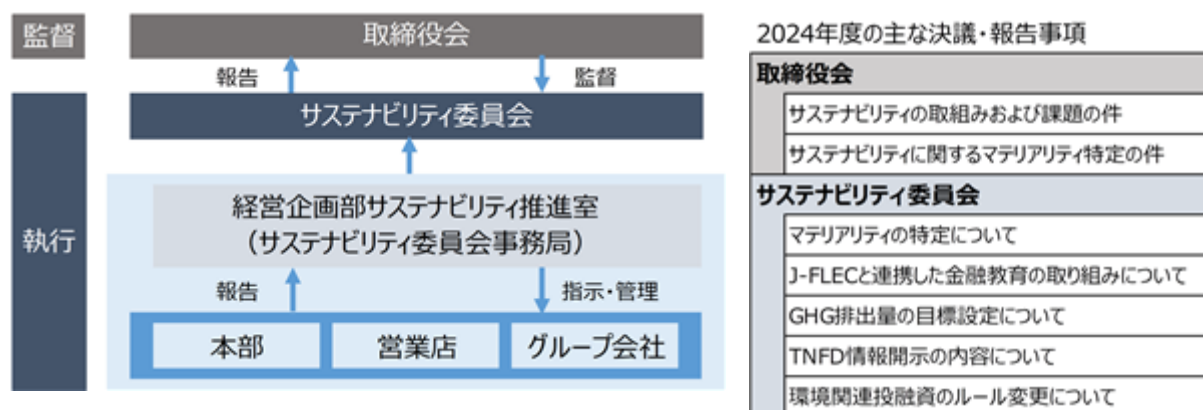 監督
取締役会
報告
監督
執行
サステナビリティ委員会
経営企画部サステナビリティ推進室
（サステナビリティ委員会事務局）
報告
指示・管理
本部
営業店
グループ会社
2024年度の主な決議・報告事項
取締役会
サステナビリティの取組みおよび課題の件
サステナビリティに関するマテリアリティ特定の件
サステナビリティ委員会
マテリアリティの特定について
J-FLECと連携した金融教育の取り組みについて
GHG排出量の目標設定について
TNFD情報開示の内容について
環境関連投融資のルール変更について